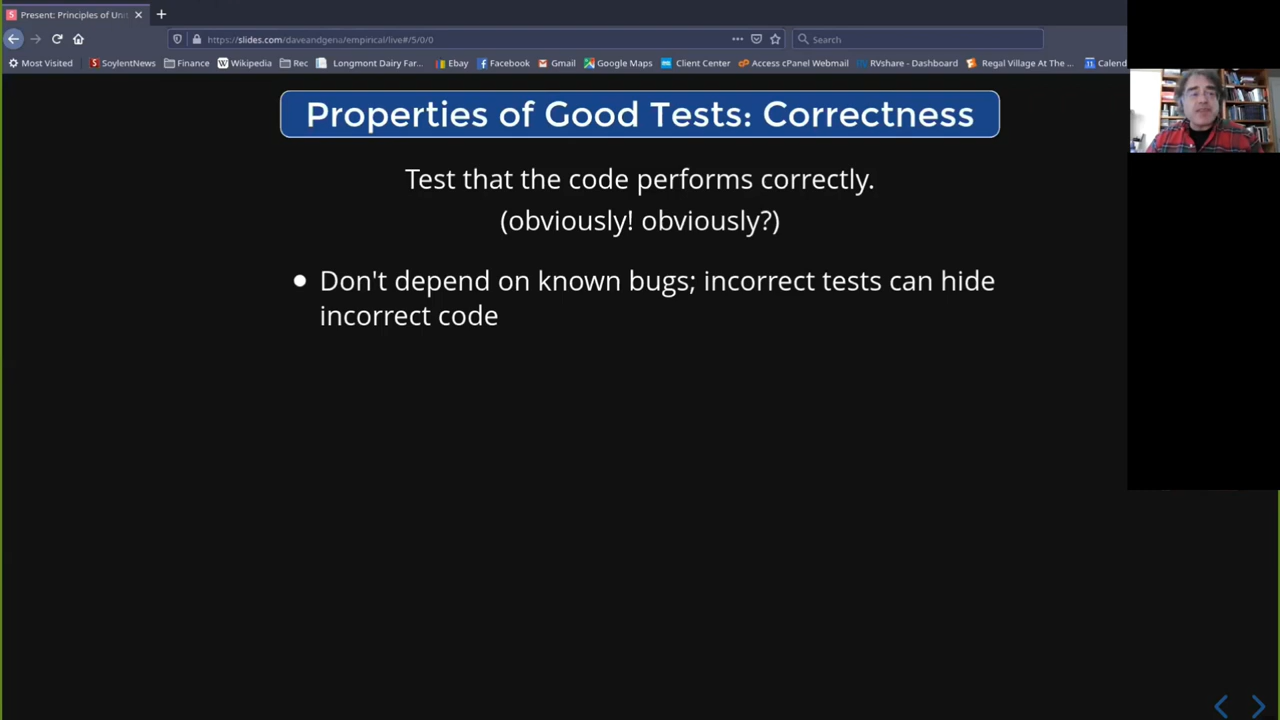 Present: Principles of Uni
https://slides.com/daveandgena/empirical/live#/5/0/0
Search
Most Visited
SoylentNews
Finance
Wikipedia
Rec
Longmont Dairy Far...
Ebay
Facebook
Gmail
Google Maps
Client Center
Access cPanel Webmail
RVshare - Dashboard
Regal Village At The ...
Calend
Properties of Good Tests: Correctness
Test that the code performs correctly.
(obviously! obviously?)
Don't depend on known bugs; incorrect tests can hide
incorrect code